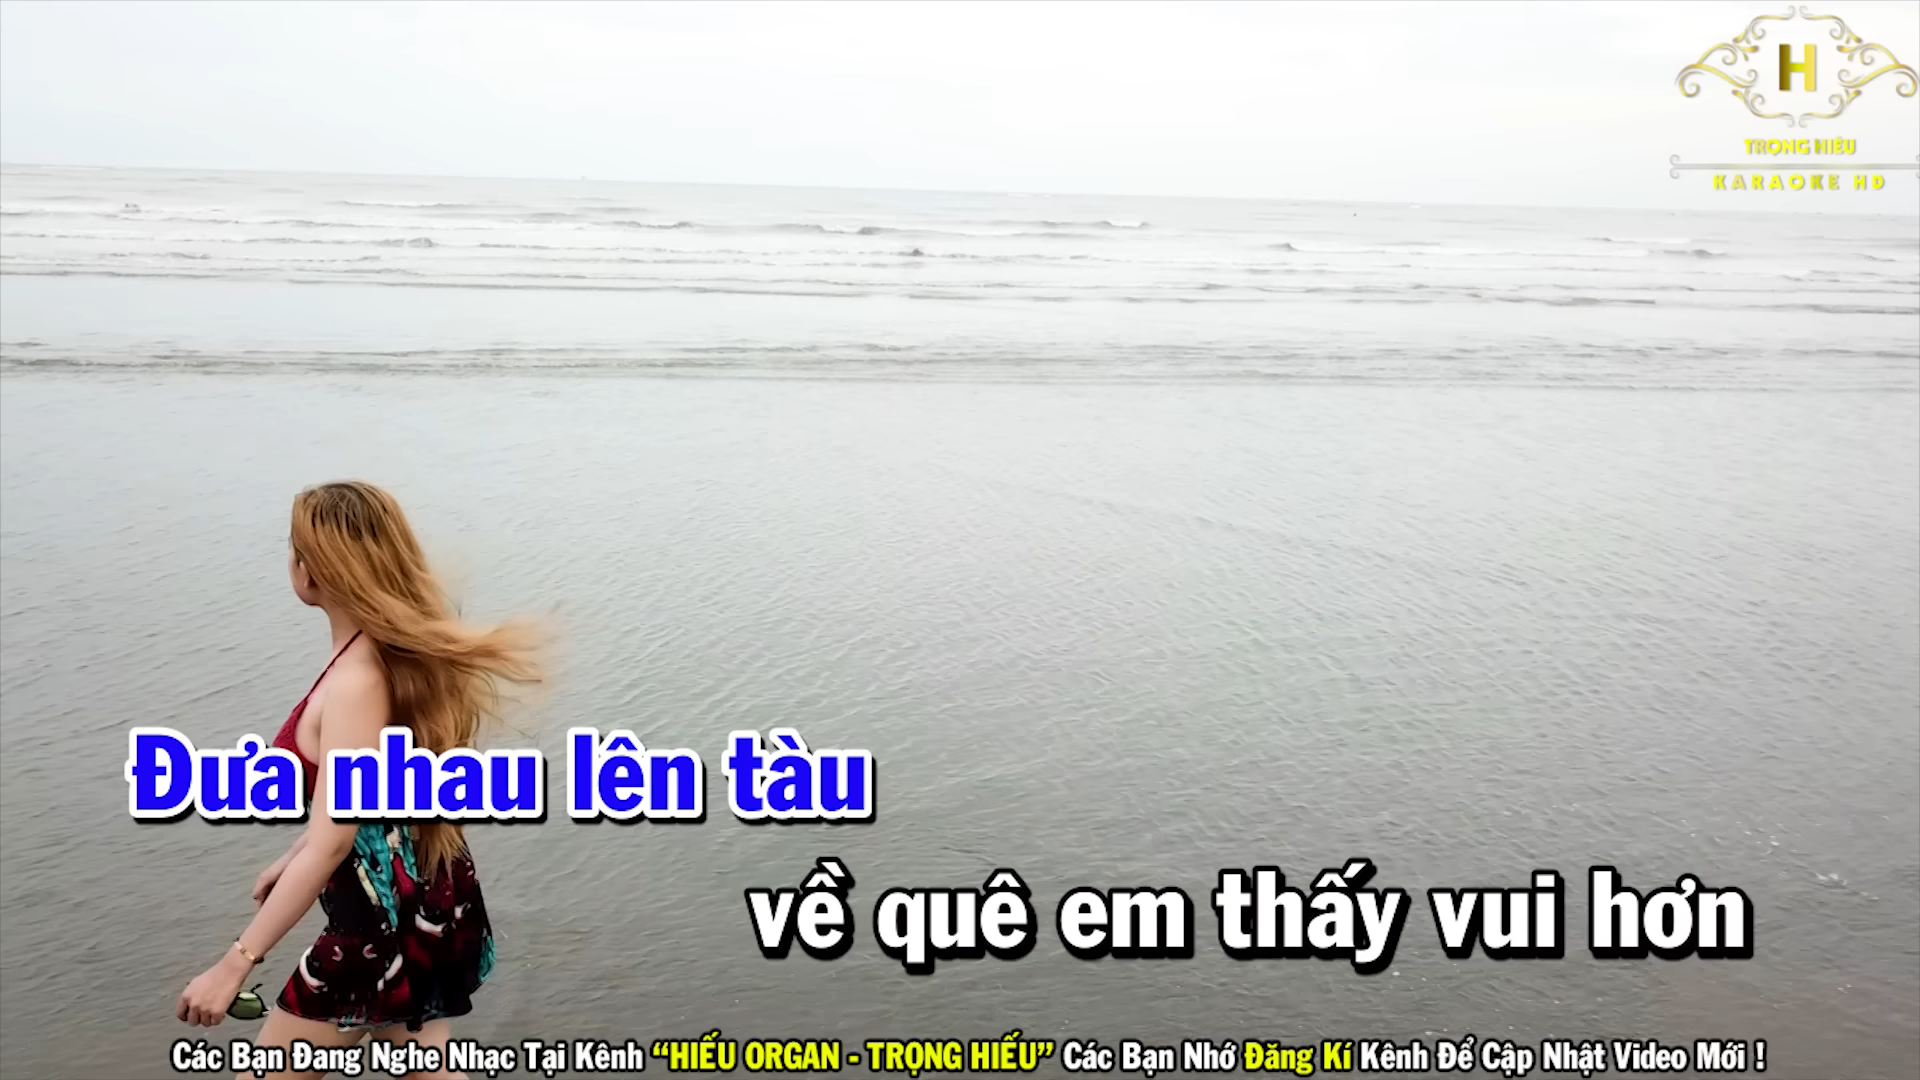 H
TRỌNG HIẾU
KARAOKE HD
Đưa nhau lên tàu
về quê em thấy vui hơn
Các Bạn Đang Nghe Nhạc Tại Kênh “HIẾU ORGAN - TRỌNG HIẾU” Các Bạn Nhớ Đăng Kí Kênh Để Cập Nhật Video Mới !